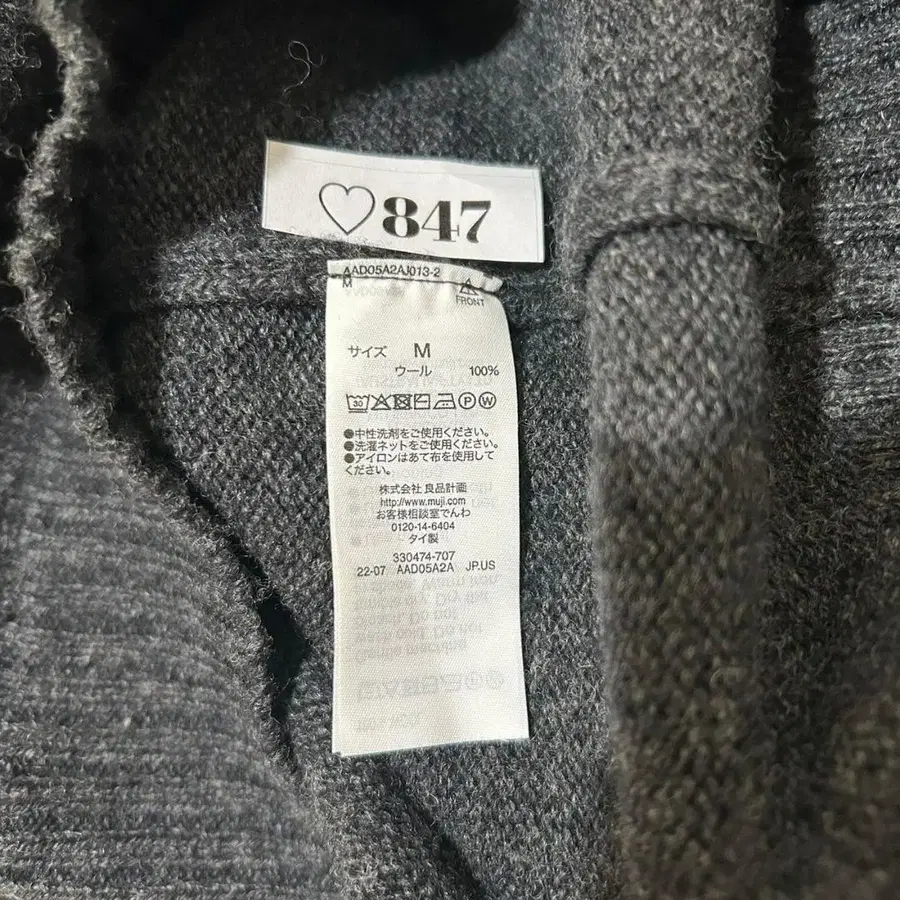 ♡847
AAD05A2AJ013-2
M
FRONT
サイズ M
ウール 100%
30 P W
●中性洗剤をご使用ください。
●洗濯ネットをご使用ください。
●アイロンはあて布を使用して
ください。
株式会社 良品計画
http://www.muji.com
お客様相談室でんわ
0120-14-6404
タイ製
330474-707
22-07 AAD05A2A JP.US